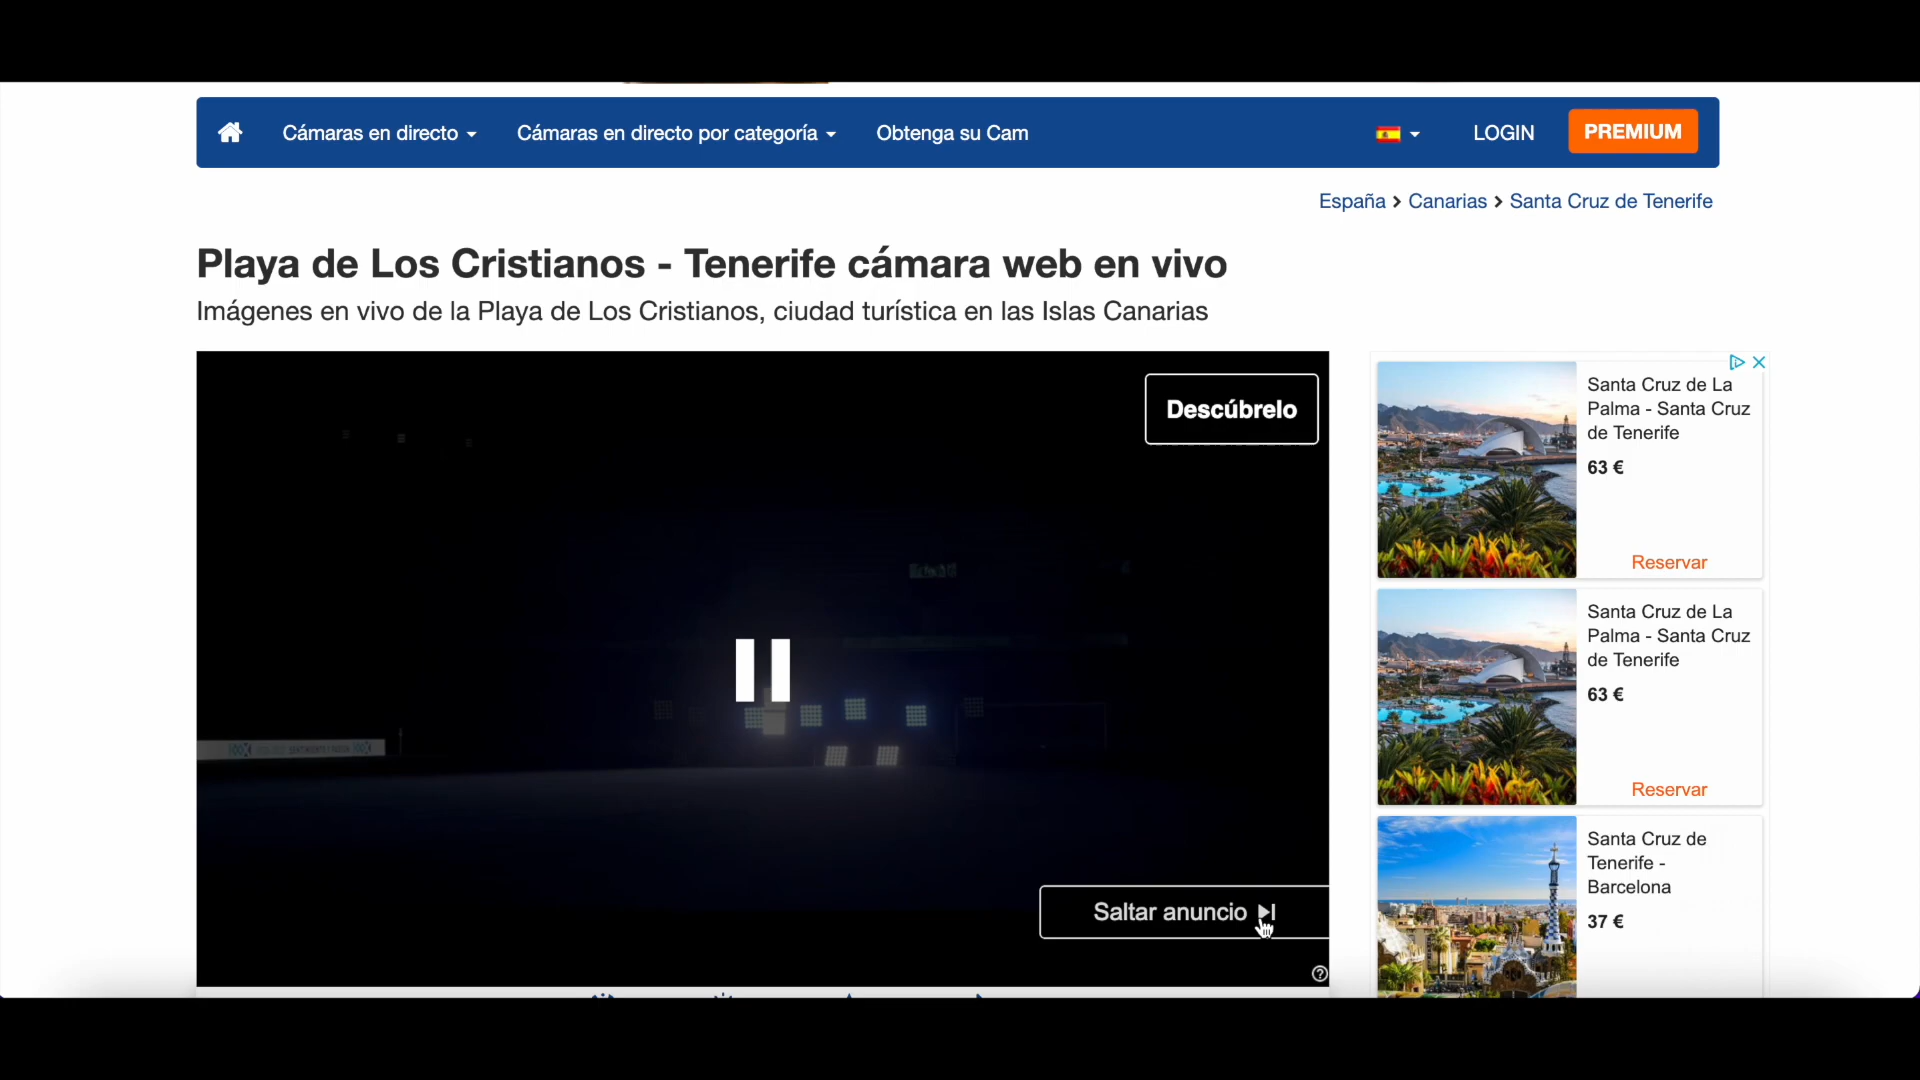 Cámaras en directo
Cámaras en directo por categoría
Obtenga su Cam
LOGIN
PREMIUM
España > Canarias > Santa Cruz de Tenerife
Playa de Los Cristianos - Tenerife cámara web en vivo
Imágenes en vivo de la Playa de Los Cristianos, ciudad turística en las Islas Canarias
Descúbrelo
Saltar anuncio
Santa Cruz de La
Palma - Santa Cruz
de Tenerife
63 €
Reservar
Santa Cruz de La
Palma - Santa Cruz
de Tenerife
63 €
Reservar
Santa Cruz de
Tenerife -
Barcelona
37 €